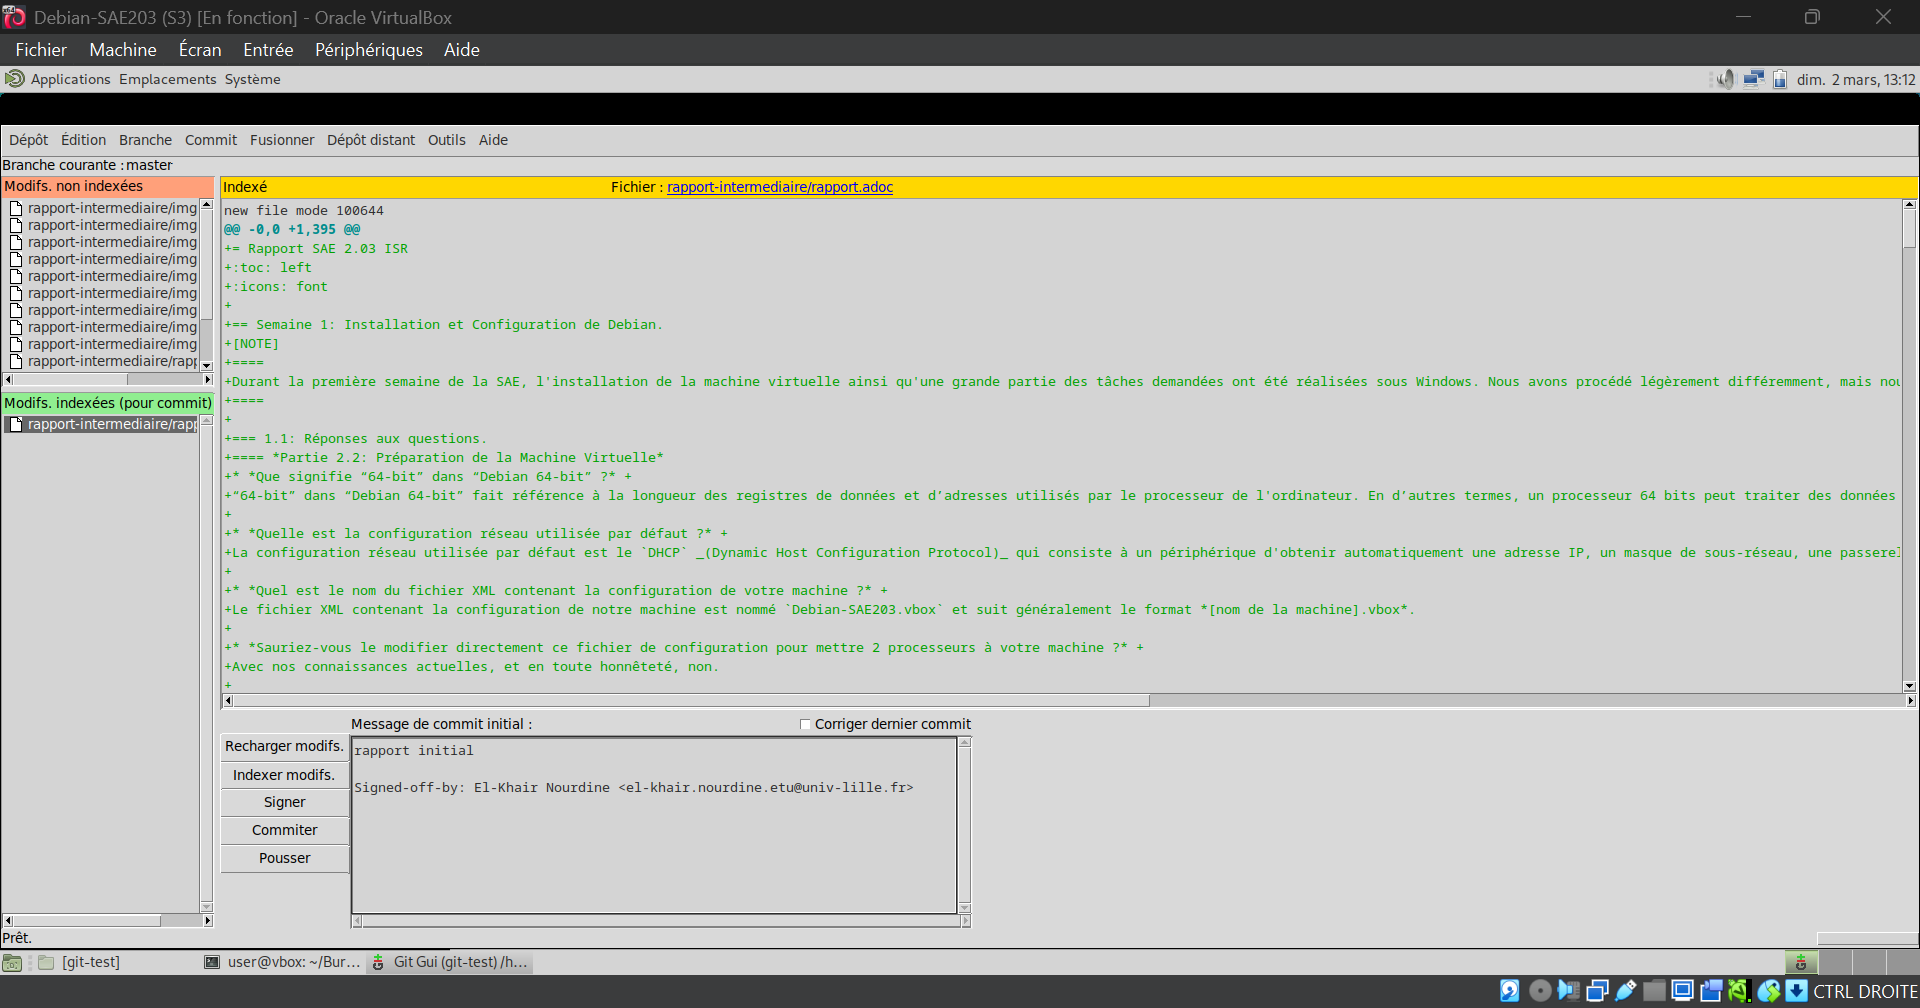 Debian-SAE203 (S3) [En fonction] - Oracle VirtualBox
Fichier Machine Écran Entrée Périphériques Aide
Applications Emplacements Système
dim. 2 mars, 13:12
Dépôt Édition Branche Commit Fusionner Dépôt distant Outils Aide
Branche courante : master
Modifs. non indexées
rapport-intermediaire/img
rapport-intermediaire/img
rapport-intermediaire/img
rapport-intermediaire/img
rapport-intermediaire/img
rapport-intermediaire/img
rapport-intermediaire/img
rapport-intermediaire/img
rapport-intermediaire/img
rapport-intermediaire/rapp
Modifs. indexées (pour commit)
rapport-intermediaire/rapp
Indexé Fichier : rapport-intermediaire/rapport.adoc
new file mode 100644
@@ -0,0 +1,395 @@
+= Rapport SAE 2.03 ISR
+:toc: left
+:icons: font
+
+== Semaine 1: Installation et Configuration de Debian.
+[NOTE]
+====
+Durant la première semaine de la SAE, l'installation de la machine virtuelle ainsi qu'une grande partie des tâches demandées ont été réalisées sous Windows. Nous avons procédé légèrement différemment, mais nou
+====
+
+=== 1.1: Réponses aux questions.
+==== *Partie 2.2: Préparation de la Machine Virtuelle*
+* *Que signifie “64-bit” dans “Debian 64-bit” ?* +
+“64-bit” dans “Debian 64-bit” fait référence à la longueur des registres de données et d'adresses utilisés par le processeur de l'ordinateur. En d'autres termes, un processeur 64 bits peut traiter des données
+
+* *Quelle est la configuration réseau utilisée par défaut ?* +
+La configuration réseau utilisée par défaut est le `DHCP` _(Dynamic Host Configuration Protocol)_ qui consiste à un périphérique d'obtenir automatiquement une adresse IP, un masque de sous-réseau, une passerel
+
+* *Quel est le nom du fichier XML contenant la configuration de votre machine ?* +
+Le fichier XML contenant la configuration de notre machine est nommé `Debian-SAE203.vbox` et suit généralement le format *[nom de la machine].vbox*.
+
+* *Sauriez-vous le modifier directement ce fichier de configuration pour mettre 2 processeurs à votre machine ?* +
+Avec nos connaissances actuelles, et en toute honnêteté, non.
+
Message de commit initial : Corriger dernier commit
Recharger modifs.
Indexer modifs.
Signer
Commiter
Pousser
rapport initial
Signed-off-by: El-Khair Nourdine <el-khair.nourdine.etu@univ-lille.fr>
Prêt.
[git-test] user@vbox: ~/Bur... Git Gui (git-test) /h...
CTRL DROITE